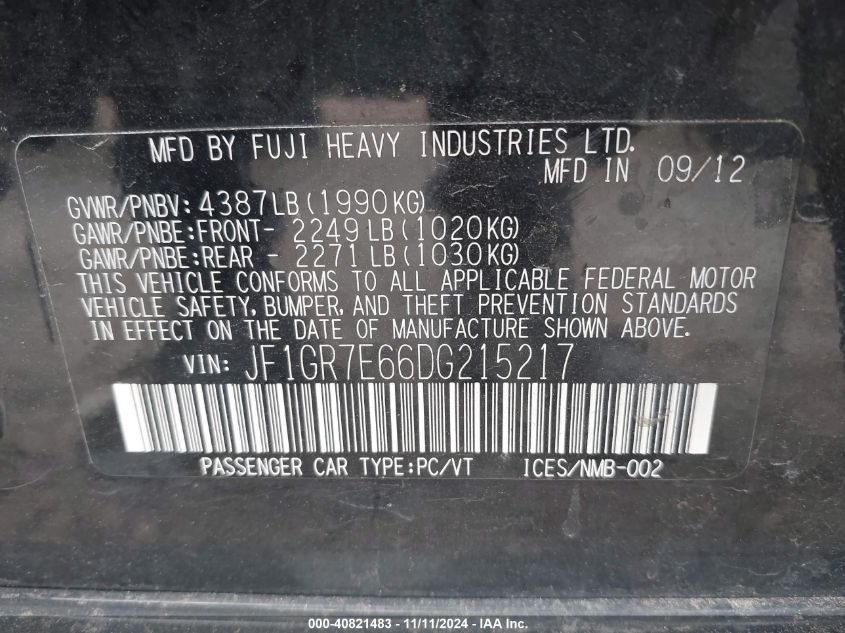 MFD BY FUJI HEAVY INDUSTRIES LTD.
MFD IN 09/12
GVWR/PNBV: 4387LB (1990KG)
GAWR/PNBE:FRONT- 2249LB (1020KG)
GAWR/PNBE:REAR - 2271LB (1030KG)
THIS VEHICLE CONFORMS TO ALL APPLICABLE FEDERAL MOTOR
VEHICLE SAFETY, BUMPER, AND THEFT PREVENTION STANDARDS
IN EFFECT ON THE DATE OF MANUFACTURE SHOWN ABOVE.
VIN: JF1GR7E66DG215217
PASSENGER CAR TYPE:PC/VT ICES/NMB-002
000-40821483 - 11/11/2024 - IAA Inc.